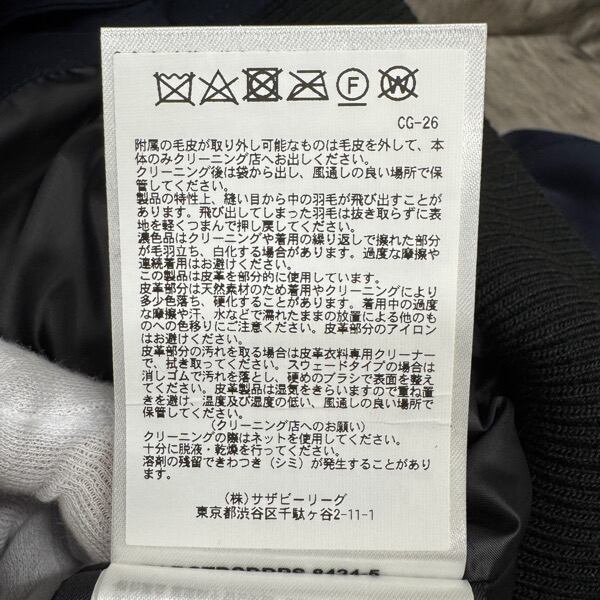 F W
CG-26
附属の毛皮が取り外し可能なものは毛皮を外して、本
体のみクリーニング店へお出しください。
クリーニング後は袋から出し、風通しの良い場所で保
管してください。
製品の特性上、縫い目から中の羽毛が飛び出すことが
あります。飛び出してしまった羽毛は抜き取らずに表
地を軽くつまんで押し戻してください。
濃色品はクリーニングや着用の繰り返しで擦れた部分
が毛羽立ち、白化する場合があります。過度な摩擦や
連続着用はお避けください。
この製品は皮革を部分的に使用しています。
皮革部分は天然素材のため着用やクリーニングにより
多少色落ち、硬化することがあります。着用中の過度
な摩擦や汗、水などで濡れたままの放置による他のも
のへの色移りにご注意ください。皮革部分のアイロン
はお避けください。
皮革部分の汚れを取る場合は皮革衣料専用クリーナー
で、拭き取ってください。スウェードタイプの場合は
消しゴムで汚れを落とし、硬めのブラシで表面を整え
てください。皮革製品は湿気をきらいますので重ね置
きを避け、温度及び湿度の低い、風通しの良い場所で
保管してください。
(クリーニング店へのお願い)
クリーニングの際はネットを使用してください。
十分に脱液・乾燥を行ってください。
溶剤の残留できわつき(シミ)が発生することがあり
ます。
(株)サザビーリーグ
東京都渋谷区千駄ヶ谷2-11-1